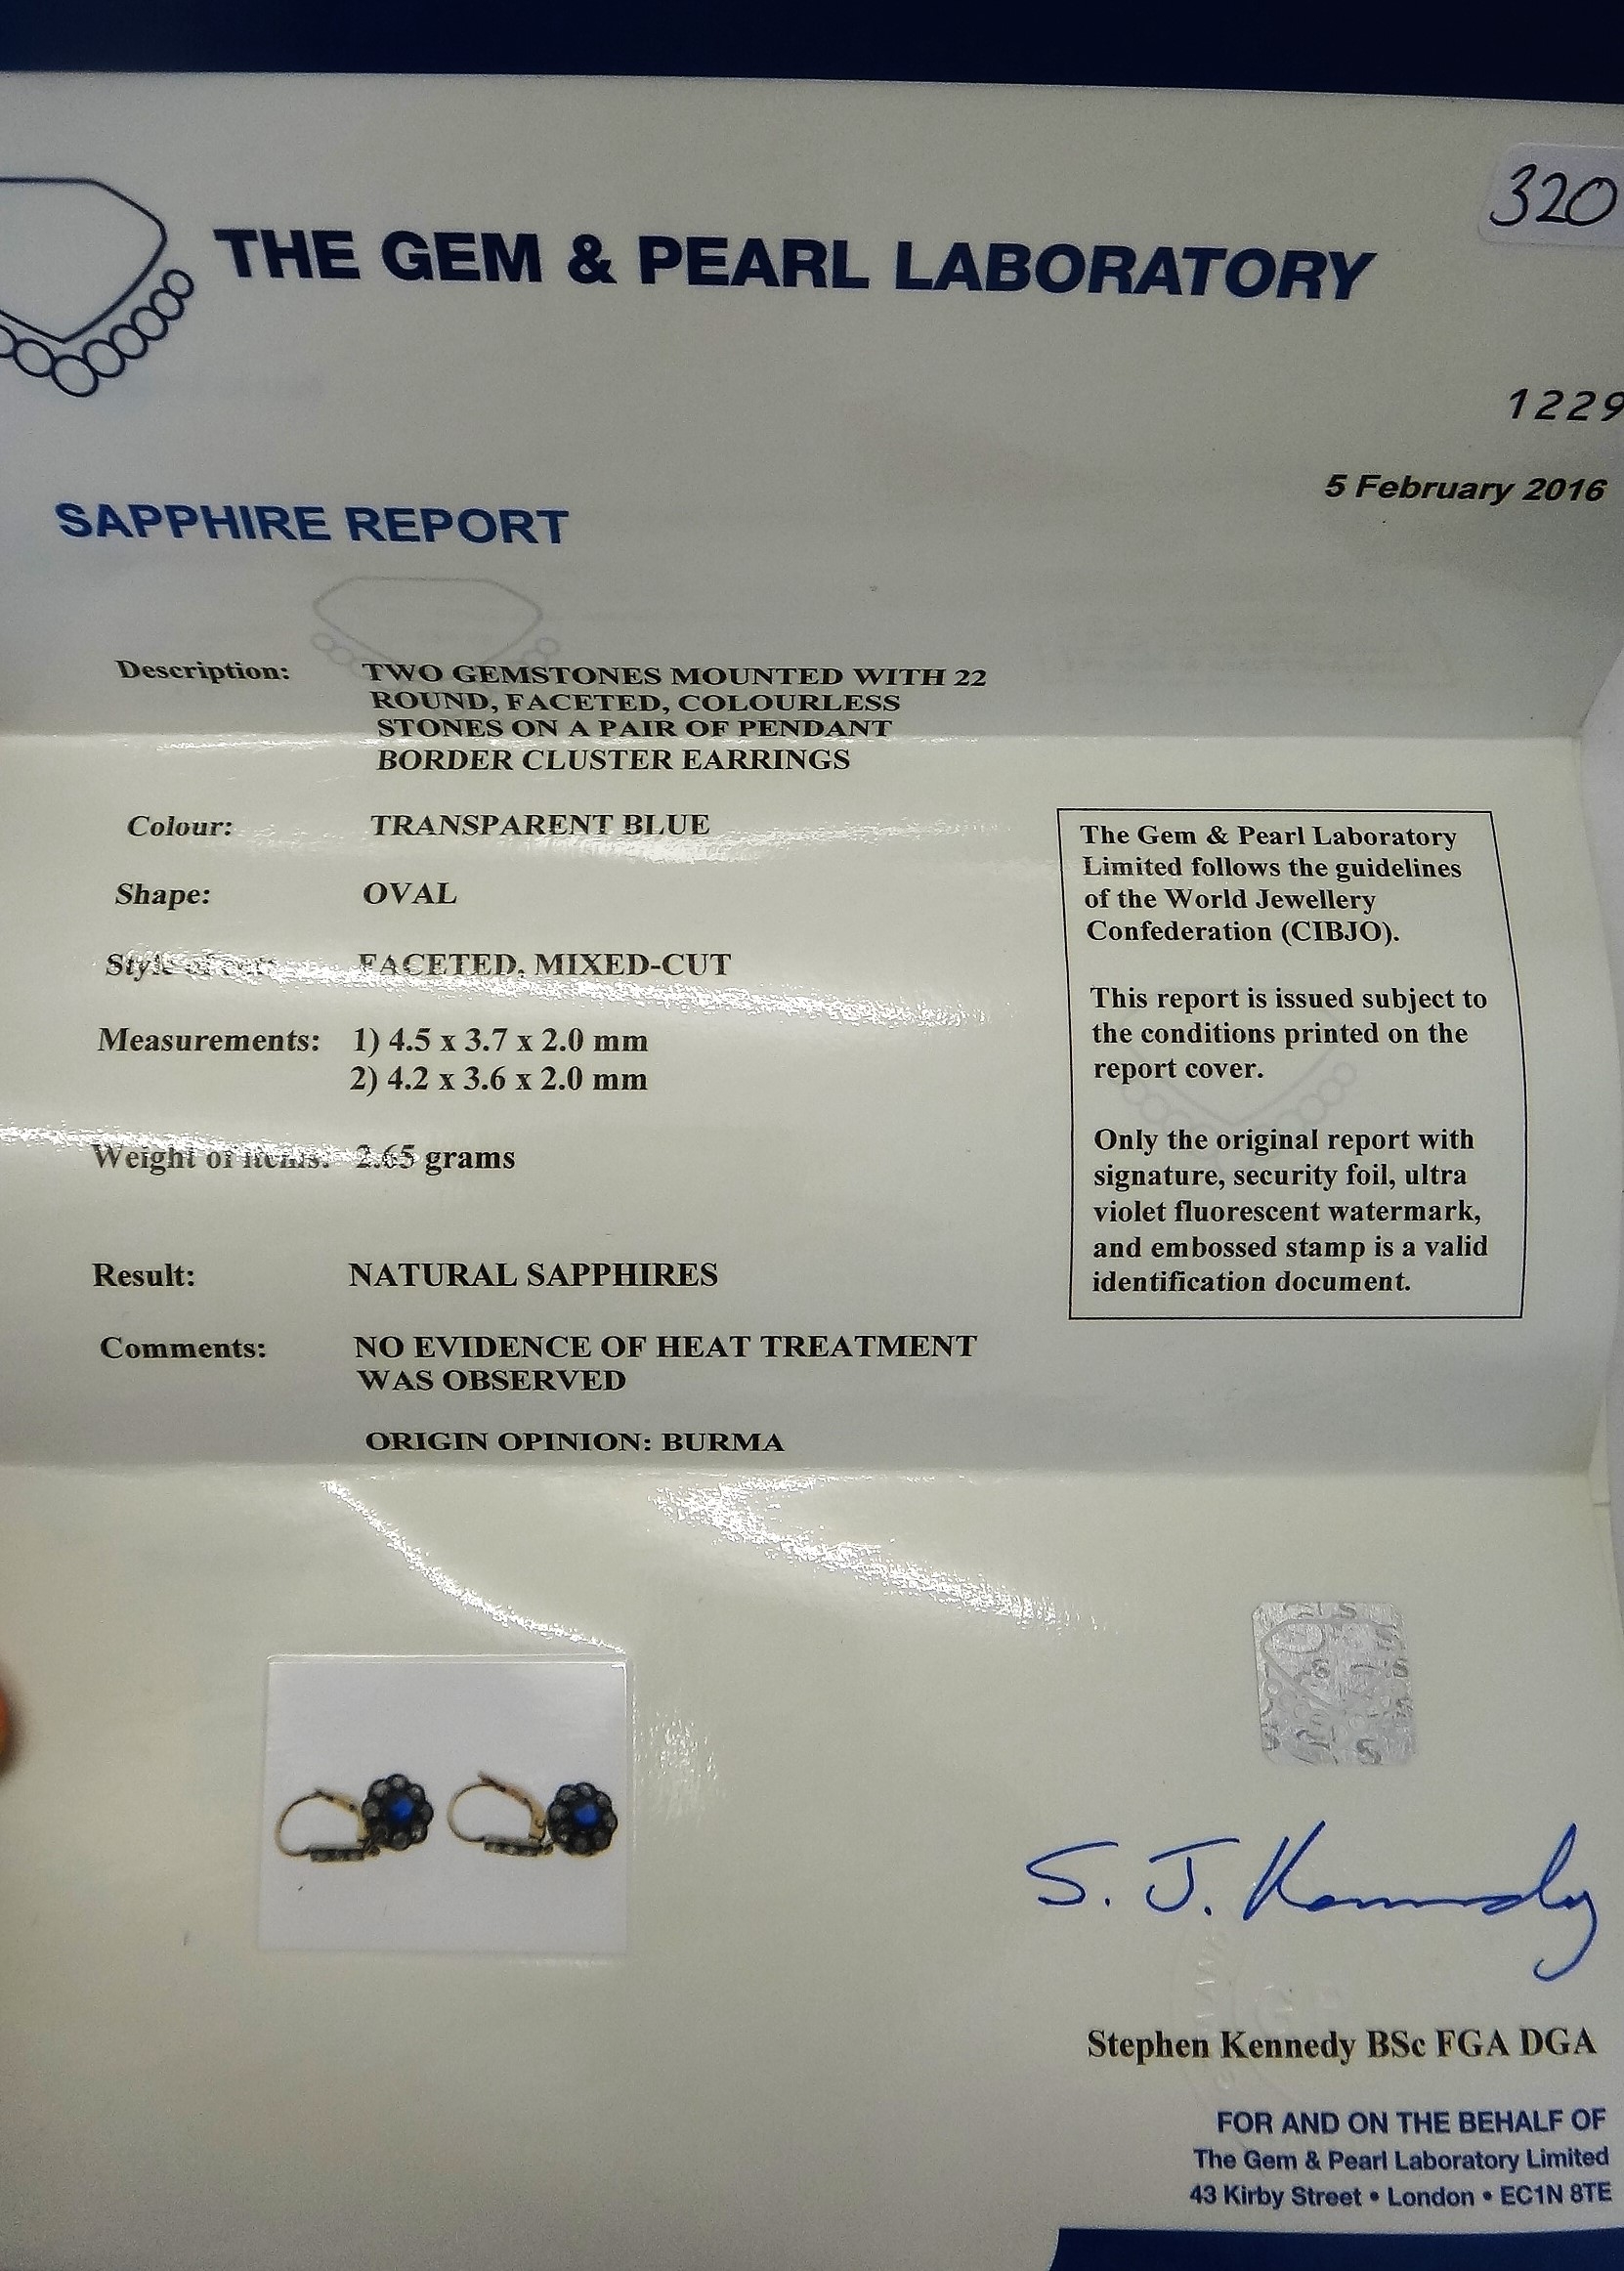 320
THE GEM & PEARL LABORATORY
1229
5 February 2016
SAPPHIRE REPORT
Description: TWO GEMSTONES MOUNTED WITH 22
ROUND, FACETED, COLOURLESS
STONES ON A PAIR OF PENDANT
BORDER CLUSTER EARRINGS
Colour: TRANSPARENT BLUE
Shape: OVAL
Style of cut: FACETED, MIXED-CUT
Measurements: 1) 4.5 x 3.7 x 2.0 mm
2) 4.2 x 3.6 x 2.0 mm
Weight of items: 2.65 grams
Result: NATURAL SAPPHIRES
Comments: NO EVIDENCE OF HEAT TREATMENT
WAS OBSERVED
ORIGIN OPINION: BURMA
The Gem & Pearl Laboratory
Limited follows the guidelines
of the World Jewellery
Confederation (CIBJO).
This report is issued subject to
the conditions printed on the
report cover.
Only the original report with
signature, security foil, ultra
violet fluorescent watermark,
and embossed stamp is a valid
identification document.
S. J. Kennedy
Stephen Kennedy BSc FGA DGA
FOR AND ON THE BEHALF OF
The Gem & Pearl Laboratory Limited
43 Kirby Street • London • EC1N 8TE